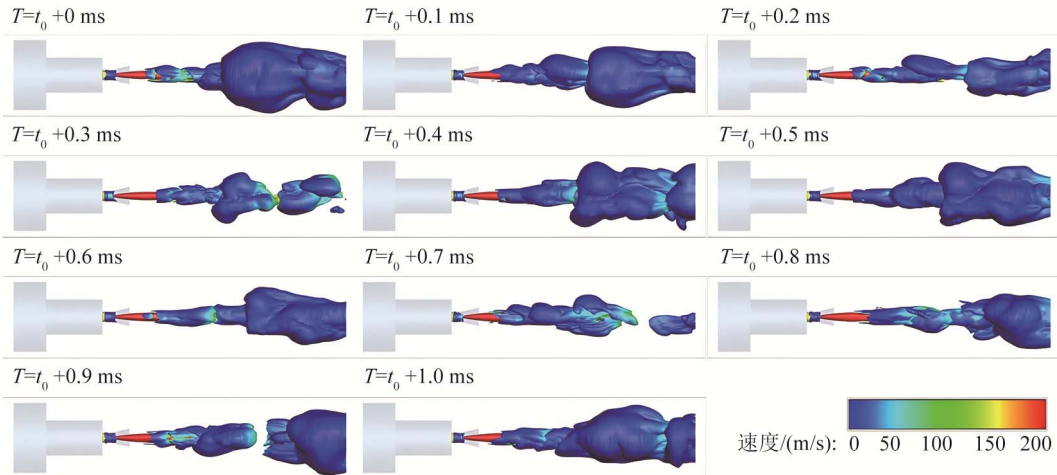 T=t₀ +0 ms
T=t₀ +0.1 ms
T=t₀ +0.2 ms
T=t₀ +0.3 ms
T=t₀ +0.4 ms
T=t₀ +0.5 ms
T=t₀ +0.6 ms
T=t₀ +0.7 ms
T=t₀ +0.8 ms
T=t₀ +0.9 ms
T=t₀ +1.0 ms
速度/(m/s): 0 50 100 150 200